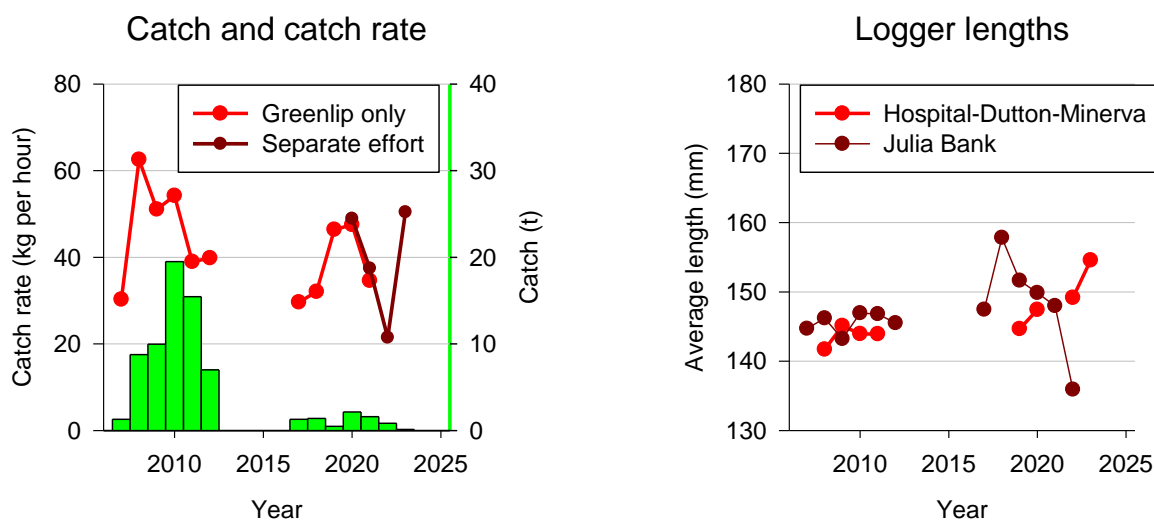 Catch and catch rate
80
60
40
20
0
Catch rate (kg per hour)
Greenlip only
Separate effort
40
30
20
10
0
Catch (t)
2010 2015 2020 2025
Year
Logger lengths
180
170
160
150
140
130
Average length (mm)
Hospital-Dutton-Minerva
Julia Bank
2010 2015 2020 2025
Year